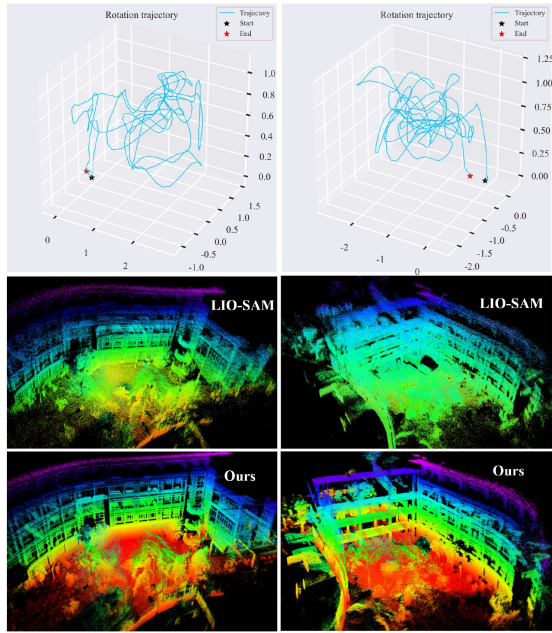 Rotation trajectory
Trajectory
Start
End
1.0
0.8
0.6
0.4
0.2
0.0
1.5
1.0
0.5
0.0
-0.5
-1.0
0
1
2
Rotation trajectory
Trajectory
Start
End
1.25
1.00
0.75
0.50
0.25
0.00
0.0
-0.5
-1.0
-1.5
-2.0
-2
-1
0
LIO-SAM
LIO-SAM
Ours
Ours